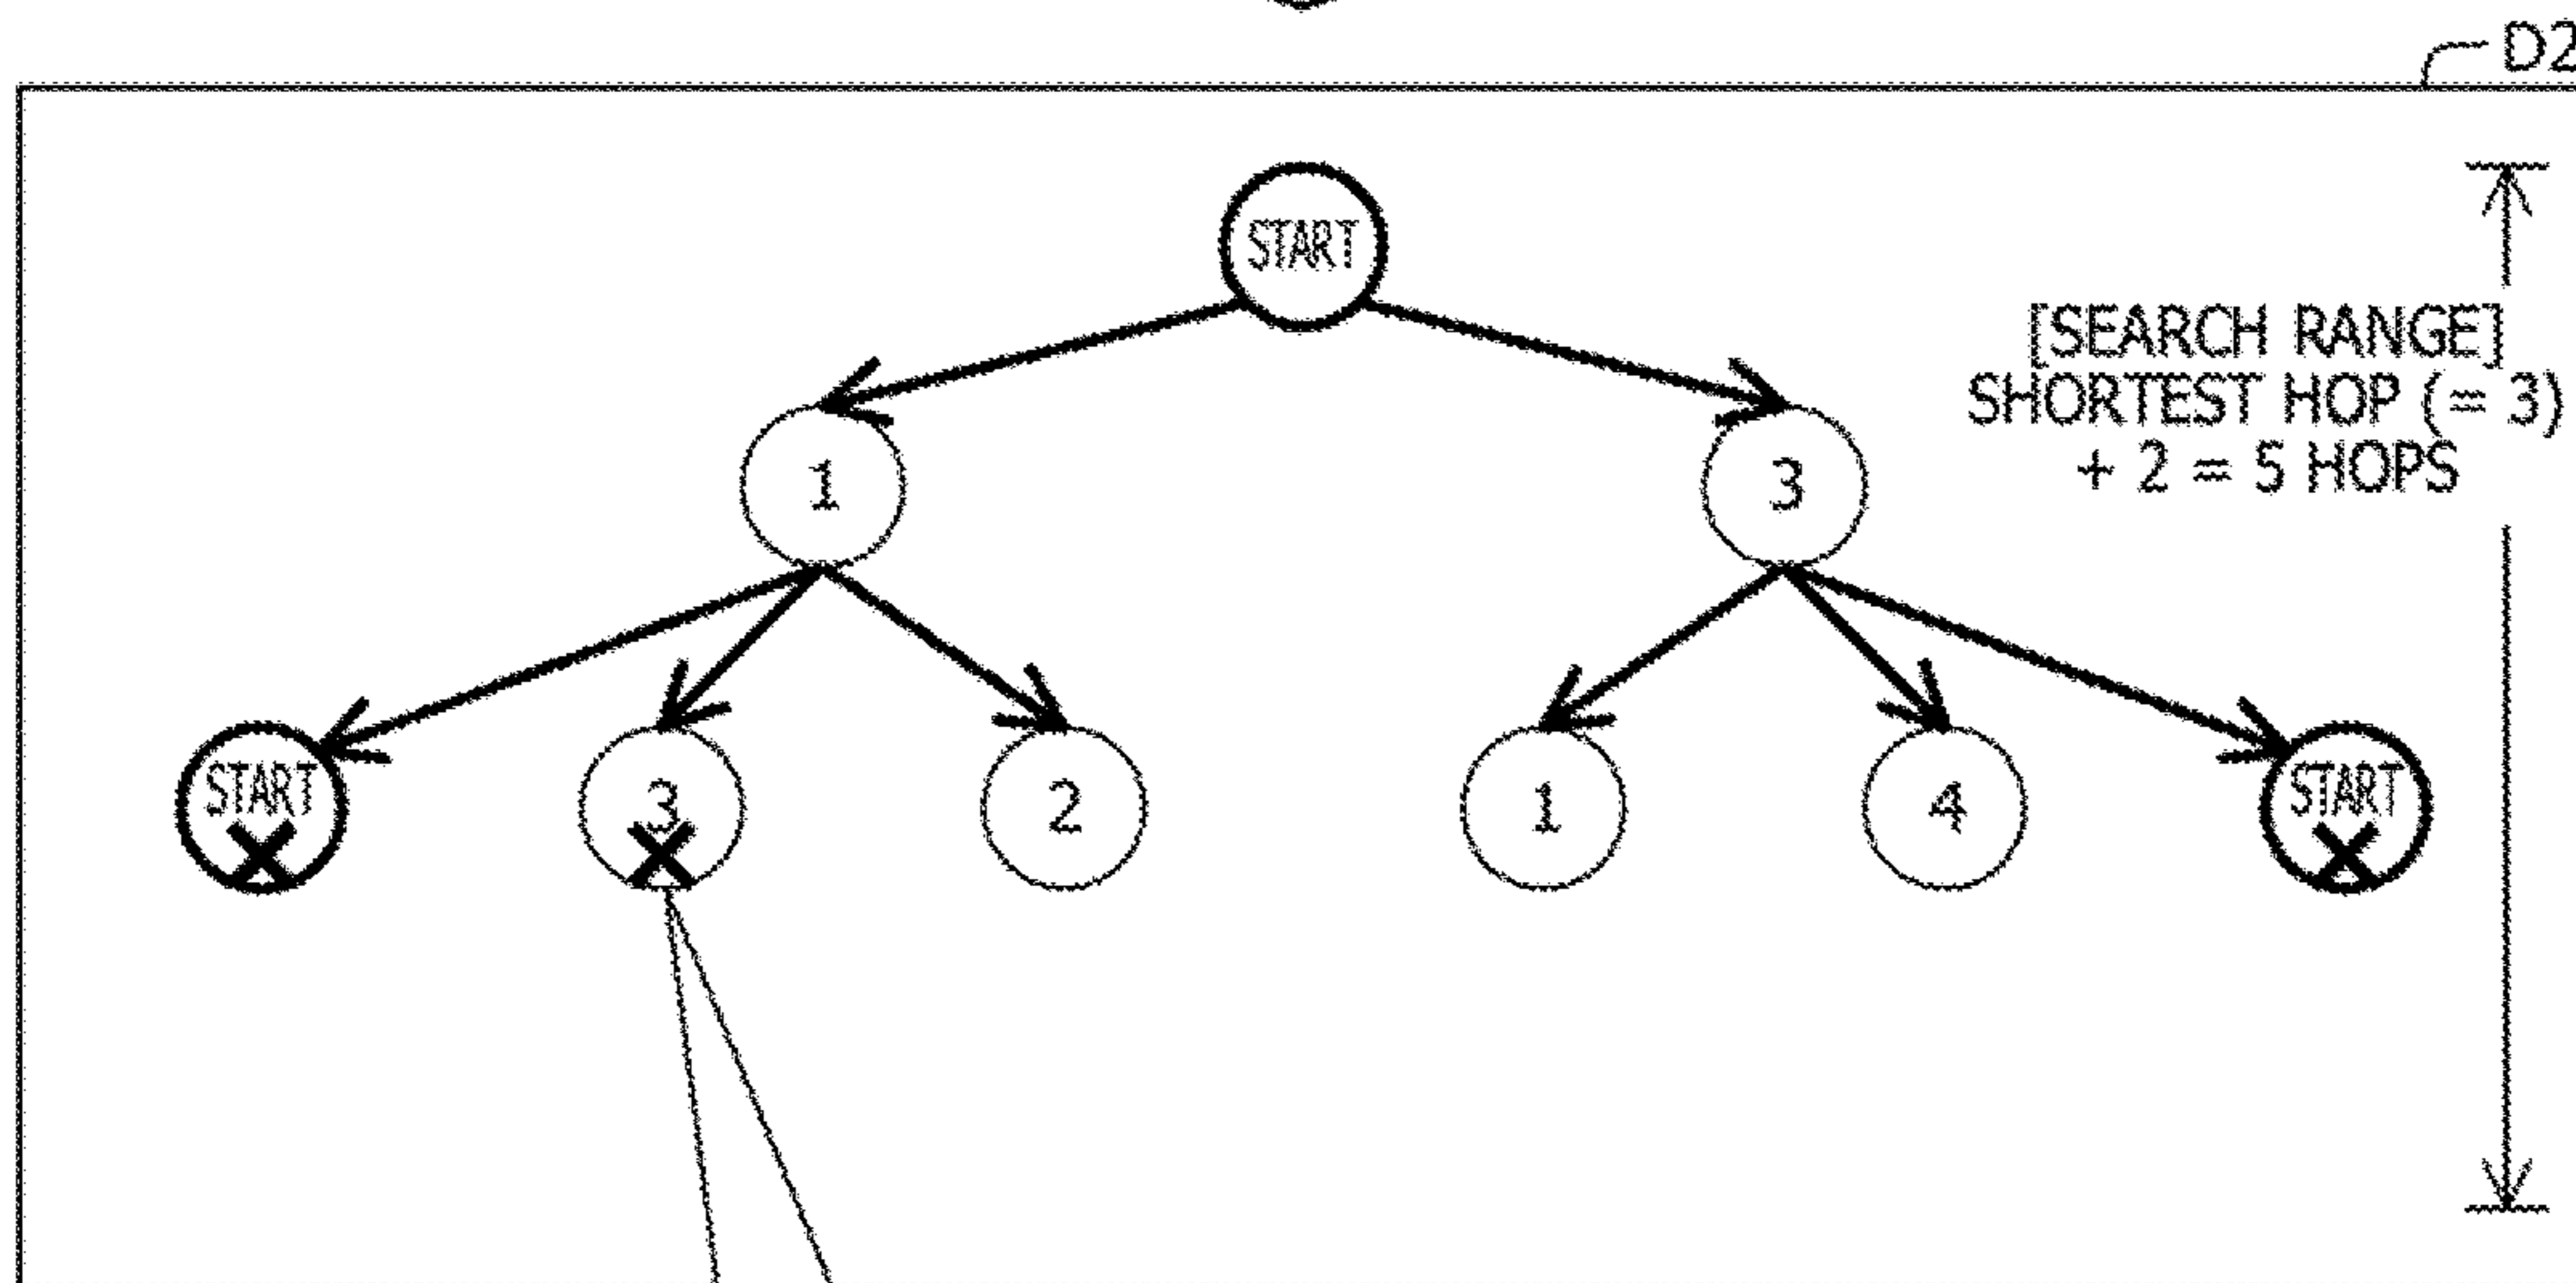 D2
START
[SEARCH RANGE]
SHORTEST HOP (= 3)
+ 2 = 5 HOPS
1
3
START
3
2
1
4
START